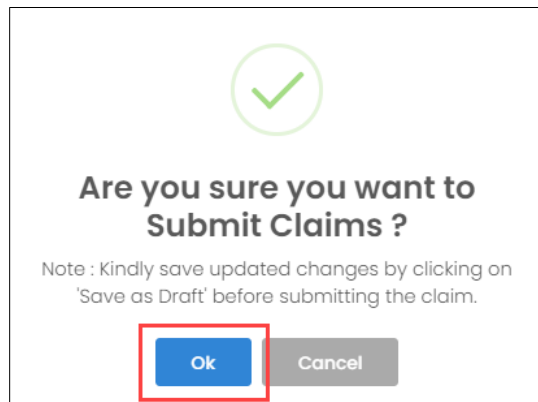 Are you sure you want to
Submit Claims ?
Note : Kindly save updated changes by clicking on
'Save as Draft' before submitting the claim.
Ok
Cancel